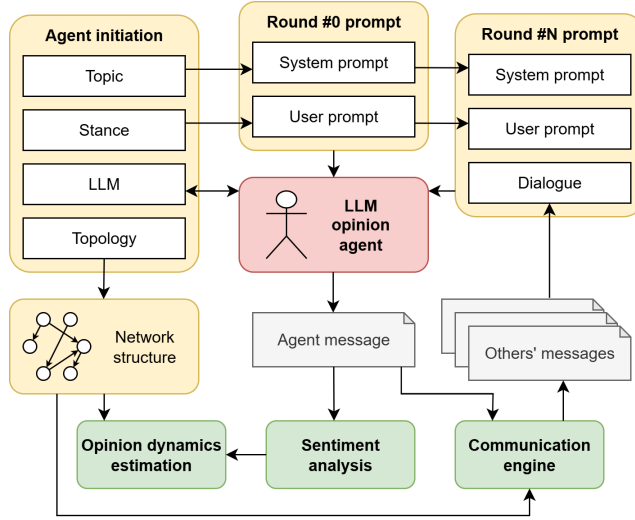 Agent initiation
Topic
Stance
LLM
Topology
Round #0 prompt
System prompt
User prompt
Round #N prompt
System prompt
User prompt
Dialogue
LLM
opinion
agent
Network
structure
Agent message
Others' messages
Opinion dynamics
estimation
Sentiment
analysis
Communication
engine